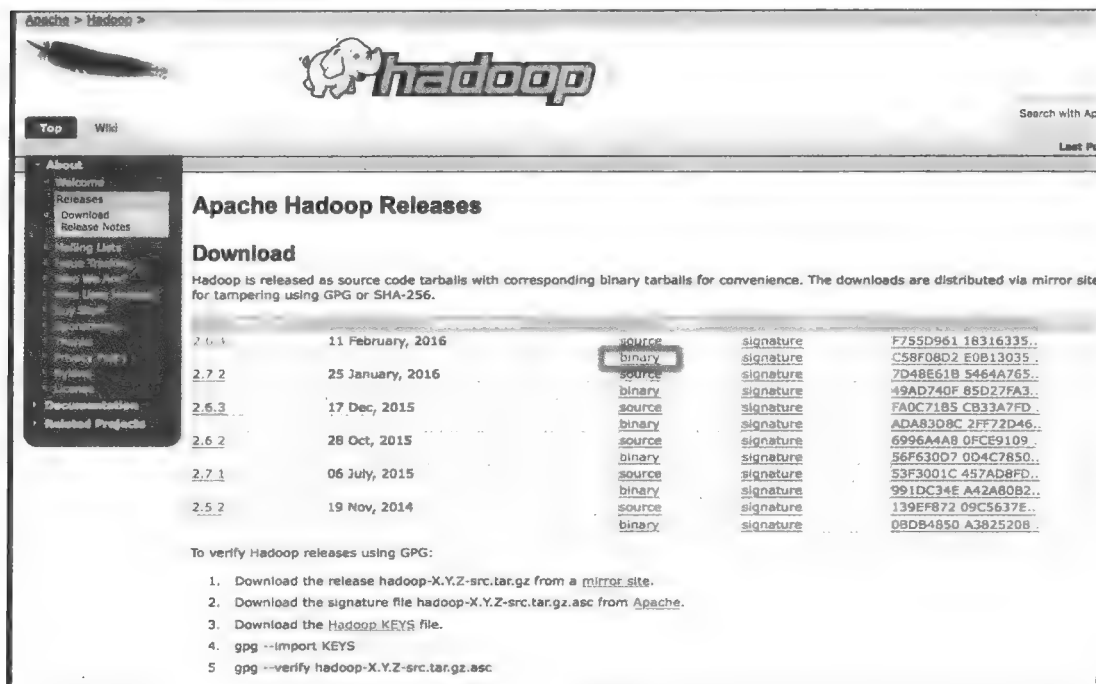 Apache > Hadoop >
hadoop
Search with Ap
Top Wiki
Last Pu
About
Welcome
Releases
Download
Release Notes
Mailing Lists
Documentation
Related Projects
Apache Hadoop Releases
Download
Hadoop is released as source code tarballs with corresponding binary tarballs for convenience. The downloads are distributed via mirror site
for tampering using GPG or SHA-256.
11 February, 2016 source signature F755D961 18316335..
binary signature C58F08D2 E0B13035 .
2.7 2 25 January, 2016 source signature 7D48E61B 5464A765..
binary signature 49AD740F 85D27FA3..
2.6.3 17 Dec, 2015 source signature FA0C71B5 CB33A7FD .
binary signature ADA83D8C 2FF72D46..
2.6 2 28 Oct, 2015 source signature 6996A4A8 0FCE9109 .
binary signature 56F630D7 0D4C7850..
2.7 1 06 July, 2015 source signature 53F3001C 457AD8FD..
binary signature 991DC34E A42A80B2..
2.5 2 19 Nov, 2014 source signature 139EF872 09C5637E..
binary signature 0BDB4850 A3825208 .
To verify Hadoop releases using GPG:
1. Download the release hadoop-X.Y.Z-src.tar.gz from a mirror site.
2. Download the signature file hadoop-X.Y.Z-src.tar.gz.asc from Apache.
3. Download the Hadoop KEYS file.
4. gpg --import KEYS
5 gpg --verify hadoop-X.Y.Z-src.tar.gz.asc